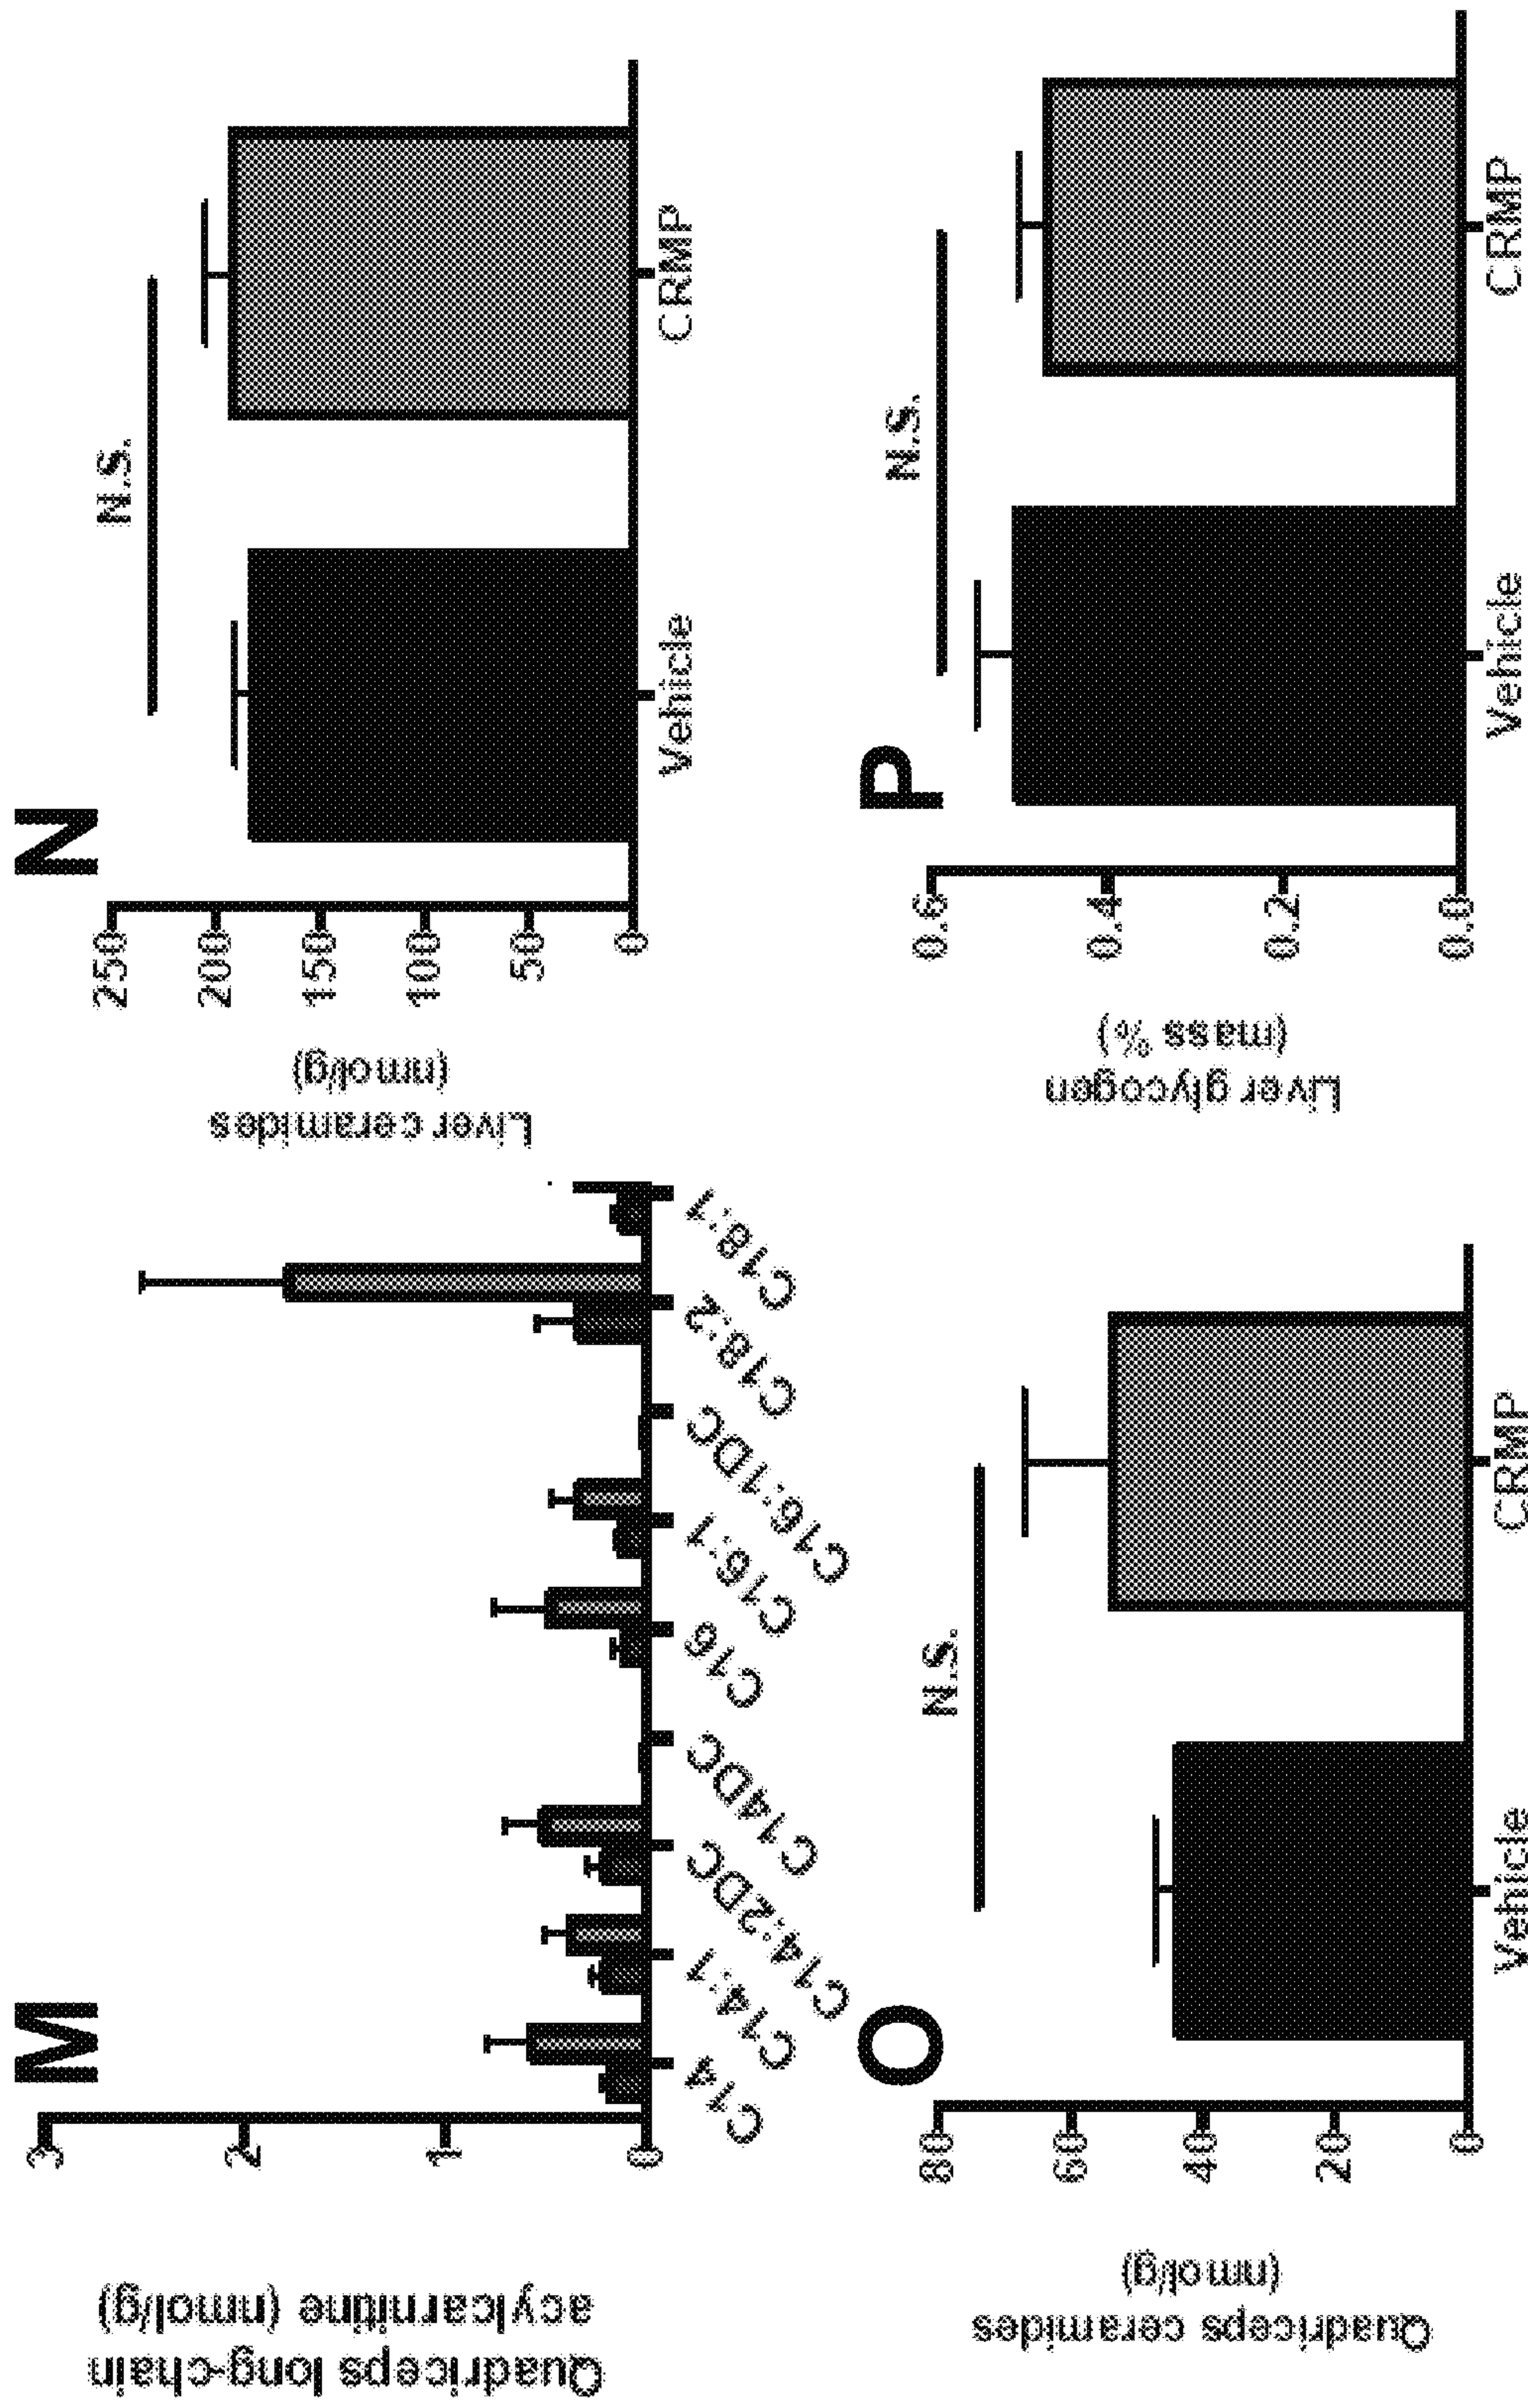 M
Quadriceps long-chain
acylcarnitine (nmol/g)
3
2
1
0
C14
C14:1
C14:2DC
C14DC
C16
C16:1
C16:1DC
C18:2
C18:1
N
Liver ceramides
(nmol/g)
250
200
150
100
50
0
N.S.
Vehicle
CRMP
O
Quadriceps ceramides
(nmol/g)
80
60
40
20
0
N.S.
Vehicle
CRMP
P
Liver glycogen
(mass %)
0.6
0.4
0.2
0.0
N.S.
Vehicle
CRMP